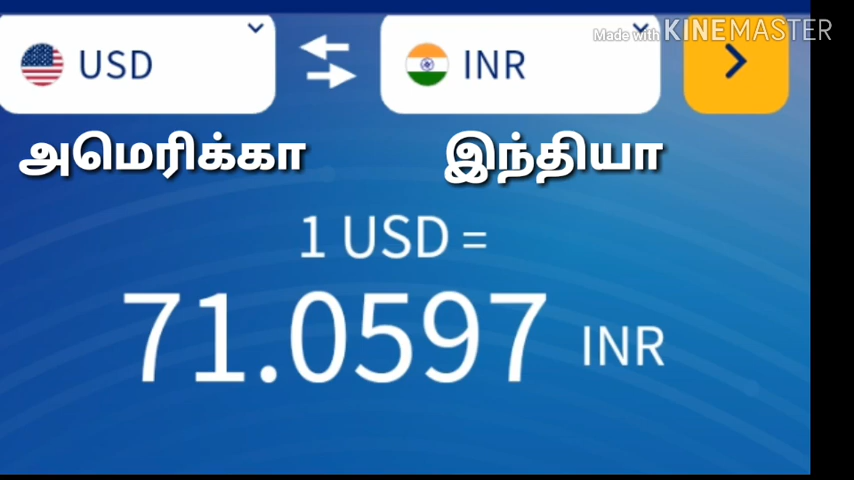 Made with KINEMASTER
USD INR
அமெரிக்கா இந்தியா
1 USD =
71.0597 INR